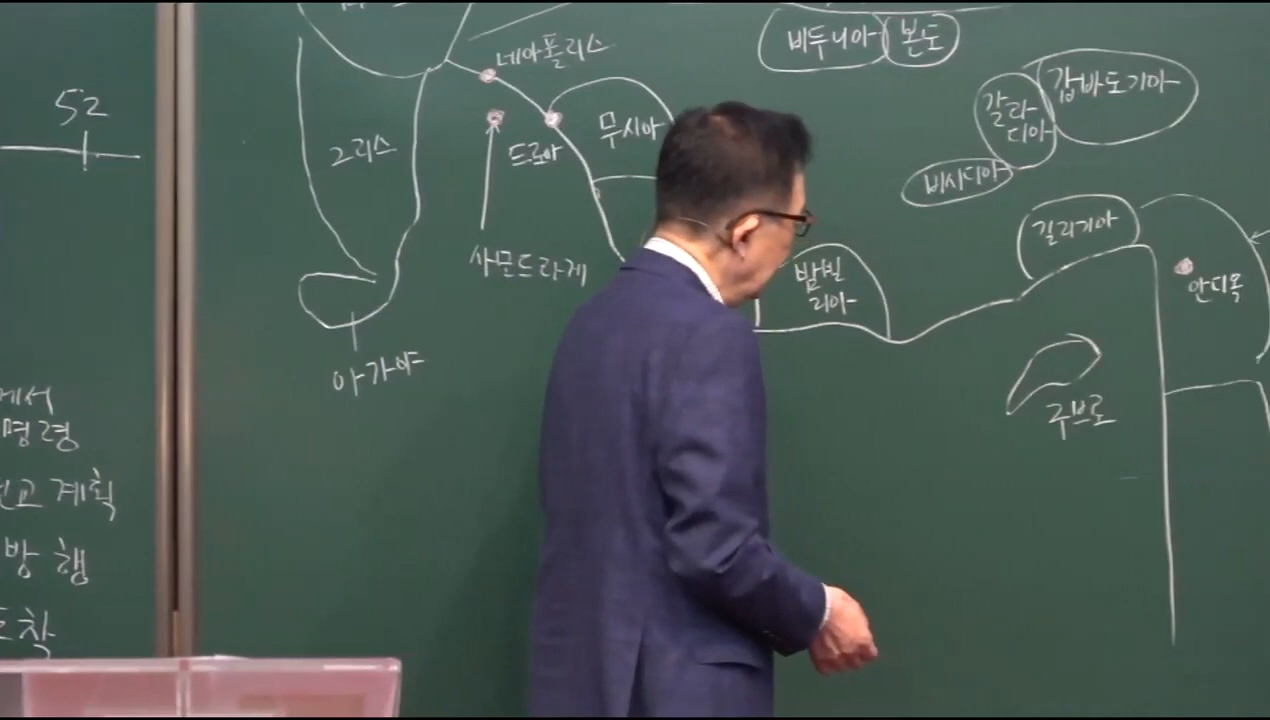 52
에서
명령
선교 계획
방 행
도착
네아폴리스
그리스
드로아
무시아
사모드라게
아가야
비두니아
본도
갈라
디아
갑바도기아
비시디아
길리기아
밤빌
리아
안디옥
구브로